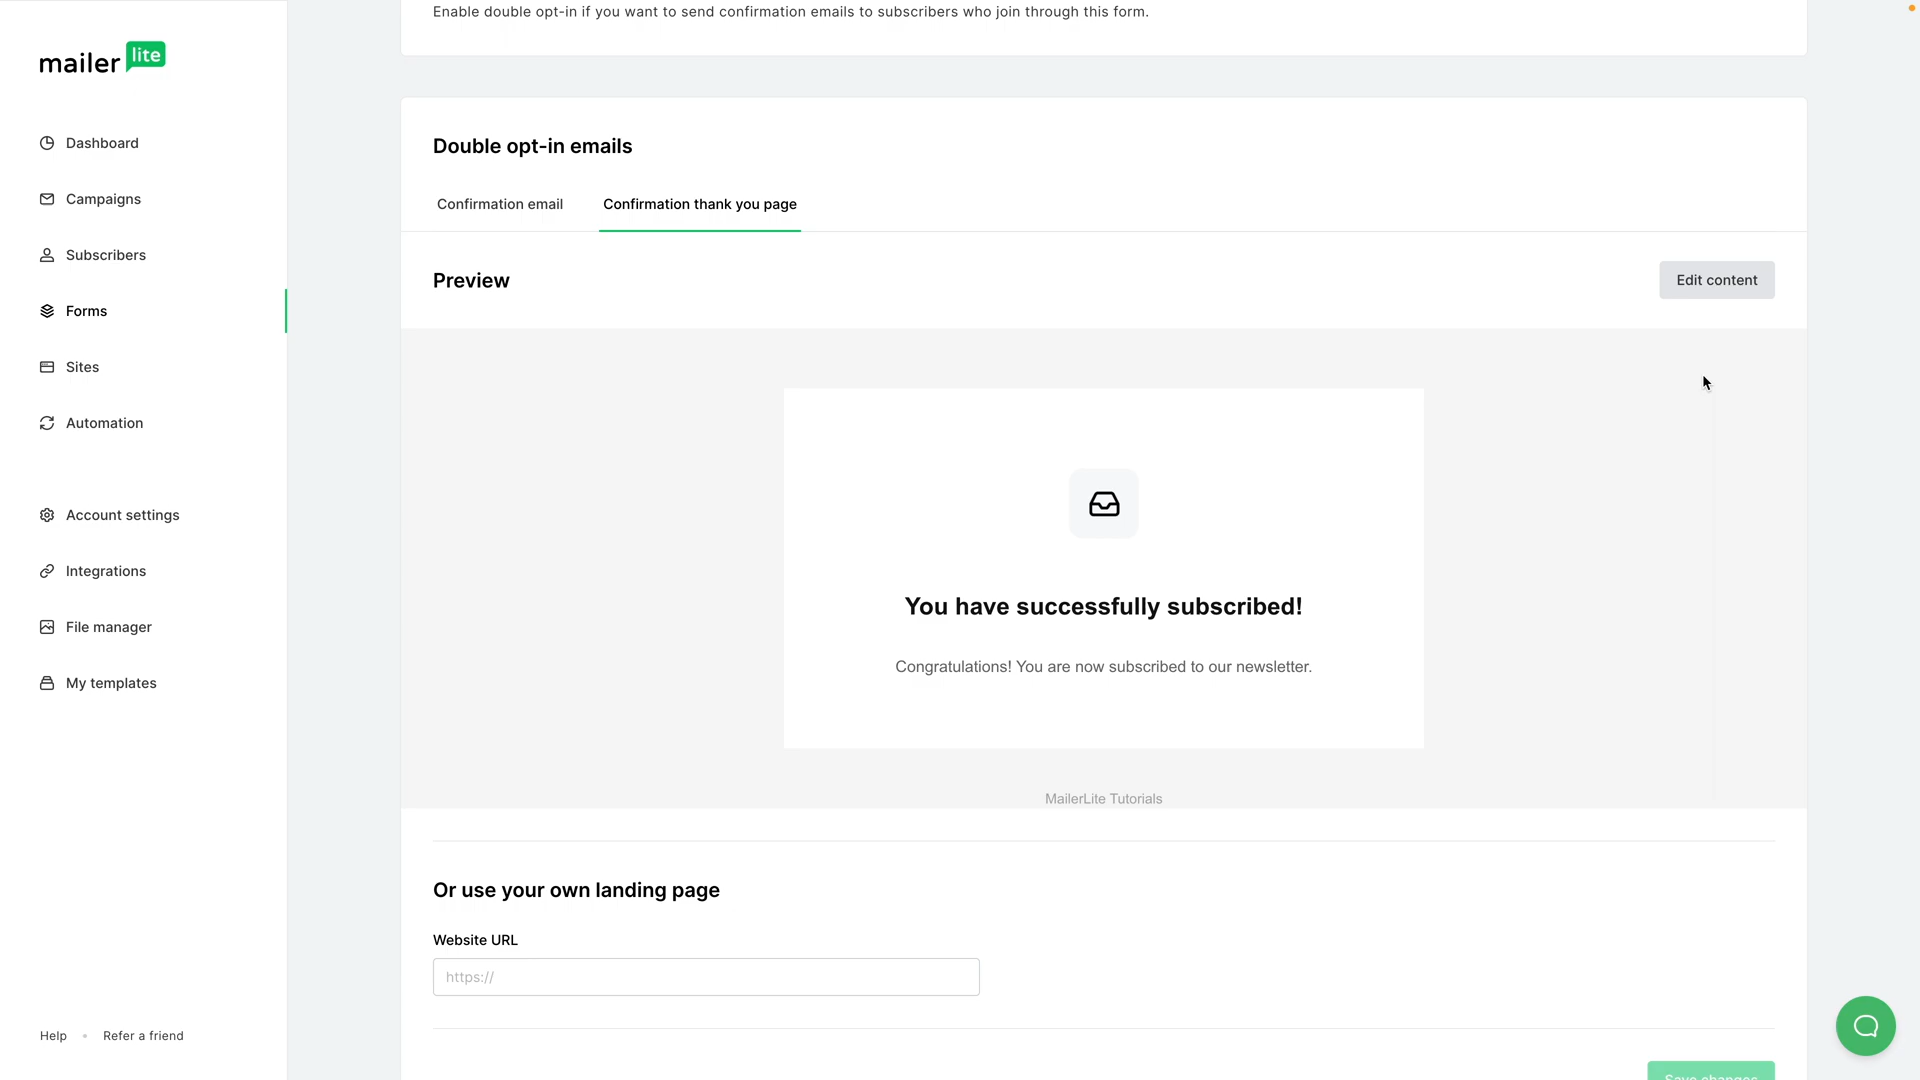 Enable double opt-in if you want to send confirmation emails to subscribers who join through this form.
mailer lite
Dashboard
Campaigns
Subscribers
Forms
Sites
Automation
Account settings
Integrations
File manager
My templates
Help • Refer a friend
Double opt-in emails
Confirmation email
Confirmation thank you page
Preview
Edit content
You have successfully subscribed!
Congratulations! You are now subscribed to our newsletter.
MailerLite Tutorials
Or use your own landing page
Website URL
https://
Save changes